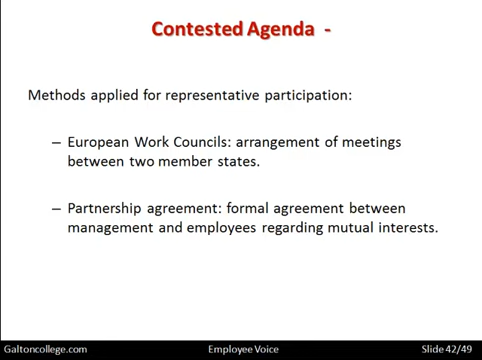 Contested Agenda -
Methods applied for representative participation:
– European Work Councils: arrangement of meetings
between two member states.
– Partnership agreement: formal agreement between
management and employees regarding mutual interests.
Galtoncollege.com Employee Voice Slide 42/49